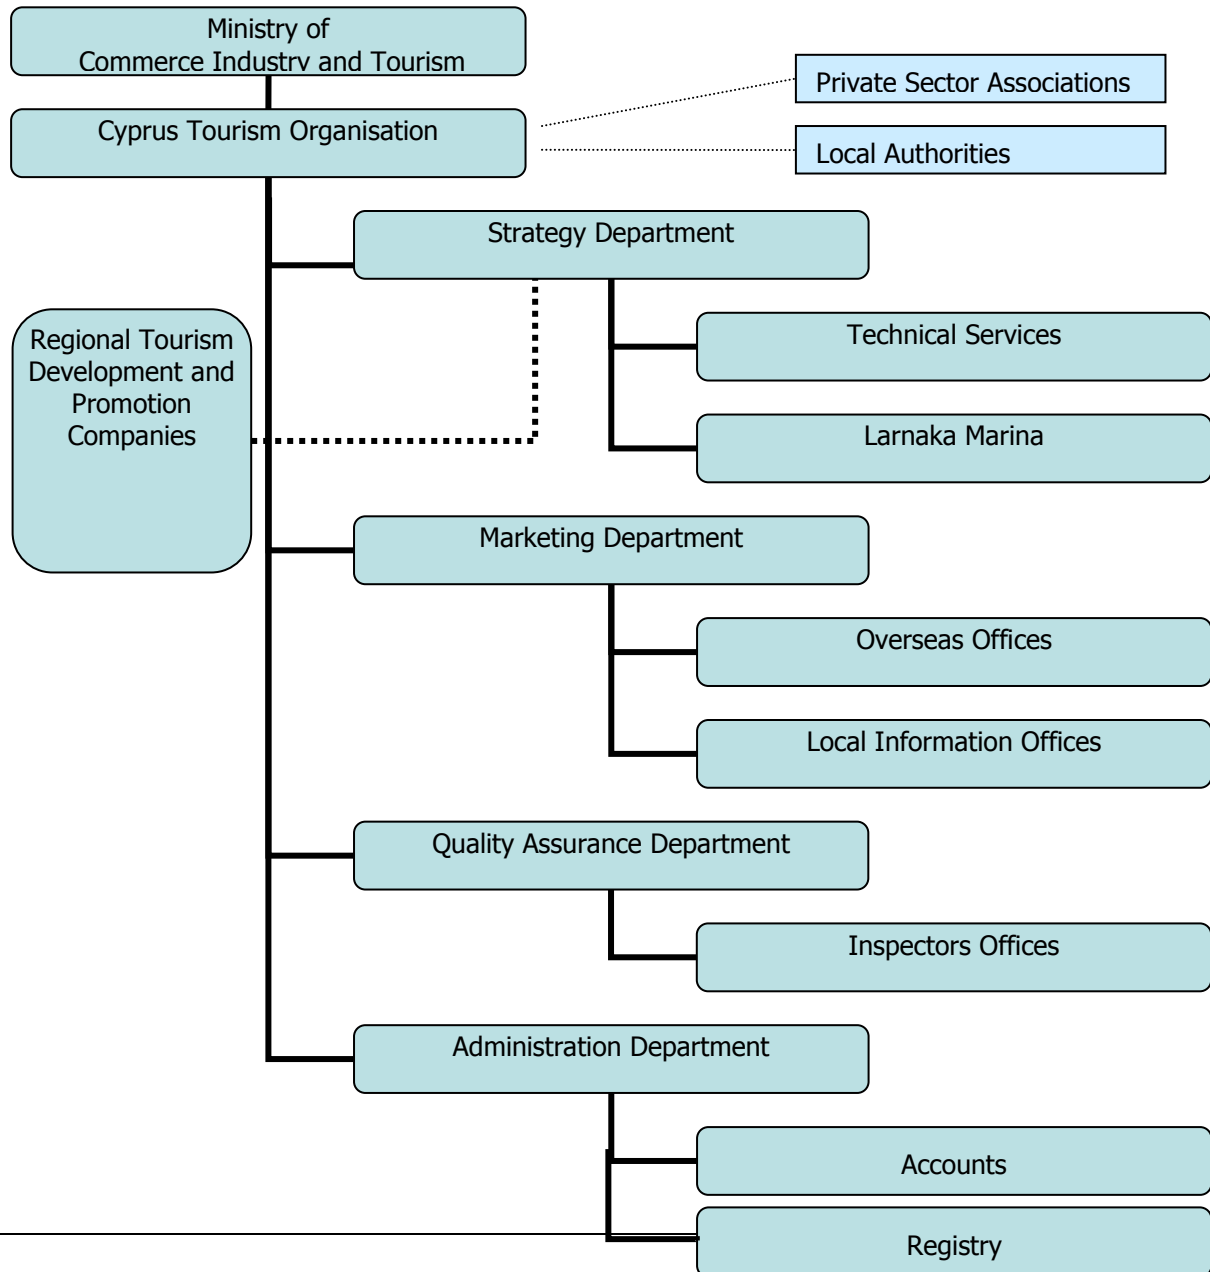 Ministry of
Commerce Industry and Tourism
Private Sector Associations
Cyprus Tourism Organisation
Local Authorities
Strategy Department
Regional Tourism
Development and
Promotion
Companies
Technical Services
Larnaka Marina
Marketing Department
Overseas Offices
Local Information Offices
Quality Assurance Department
Inspectors Offices
Administration Department
Accounts
Registry